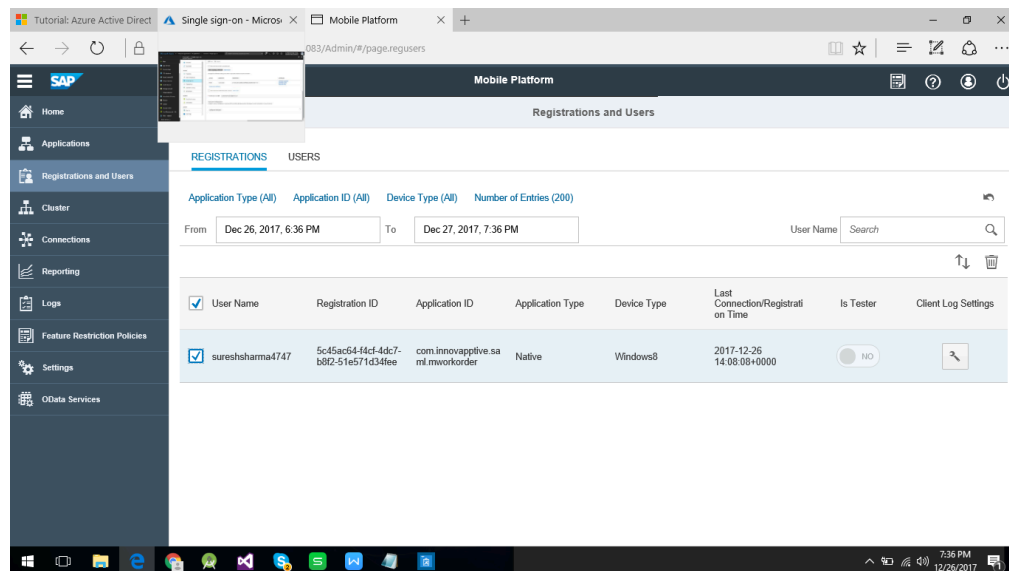 Tutorial: Azure Active Direct
Single sign-on - Micros
Mobile Platform
083/Admin/#/page.regusers
SAP
Mobile Platform
Home
Registrations and Users
Applications
REGISTRATIONS USERS
Registrations and Users
Application Type (All) Application ID (All) Device Type (All) Number of Entries (200)
Cluster
From Dec 26, 2017, 6:36 PM To Dec 27, 2017, 7:36 PM User Name Search
Connections
Reporting
Logs
User Name Registration ID Application ID Application Type Device Type Last Is Tester Client Log Settings
Connection/Registrati
on Time
Feature Restriction Policies
sureshsharma4747 5c45ac64-f4cf-4dc7- com.innovapptive.sa Native Windows8 2017-12-26 NO
b8f2-51e571d34fee ml.mworkorder 14:08:08+0000
Settings
OData Services
7:36 PM
12/26/2017